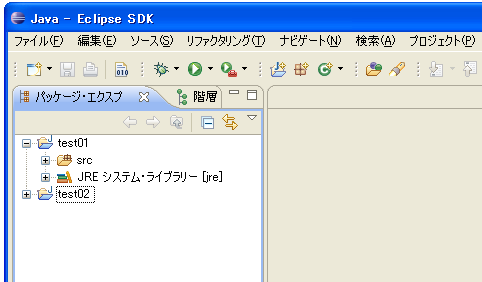 Java - Eclipse SDK
ファイル(F) 編集(E) ソース(S) リファクタリング(T) ナビゲート(N) 検索(A) プロジェクト(P)
010
パッケージ・エクスプ 階層
test01
src
JRE システム・ライブラリー [jre]
test02